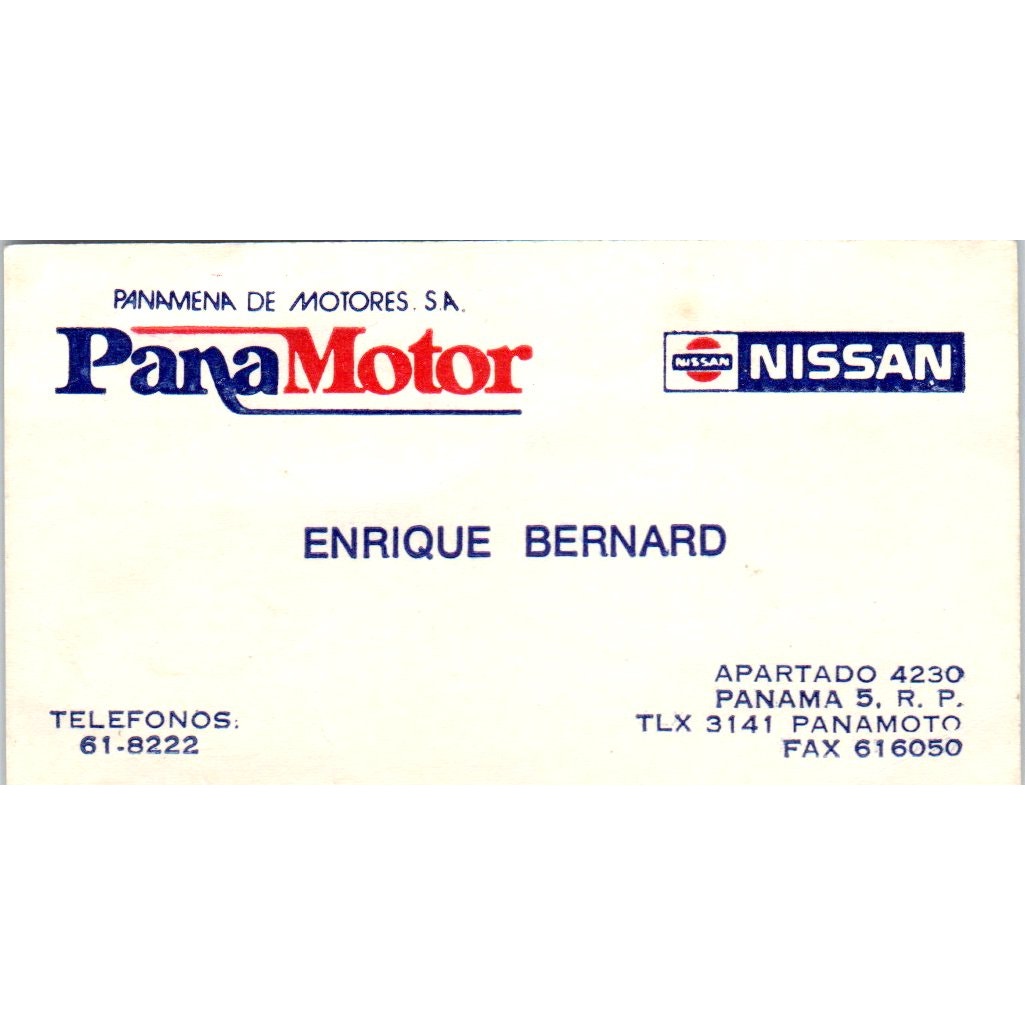 PANAMENA DE MOTORES. S.A.
PanaMotor
NISSAN NISSAN
ENRIQUE BERNARD
APARTADO 4230
PANAMA 5, R. P.
TLX 3141 PANAMOTO
FAX 616050
TELEFONOS:
61-8222